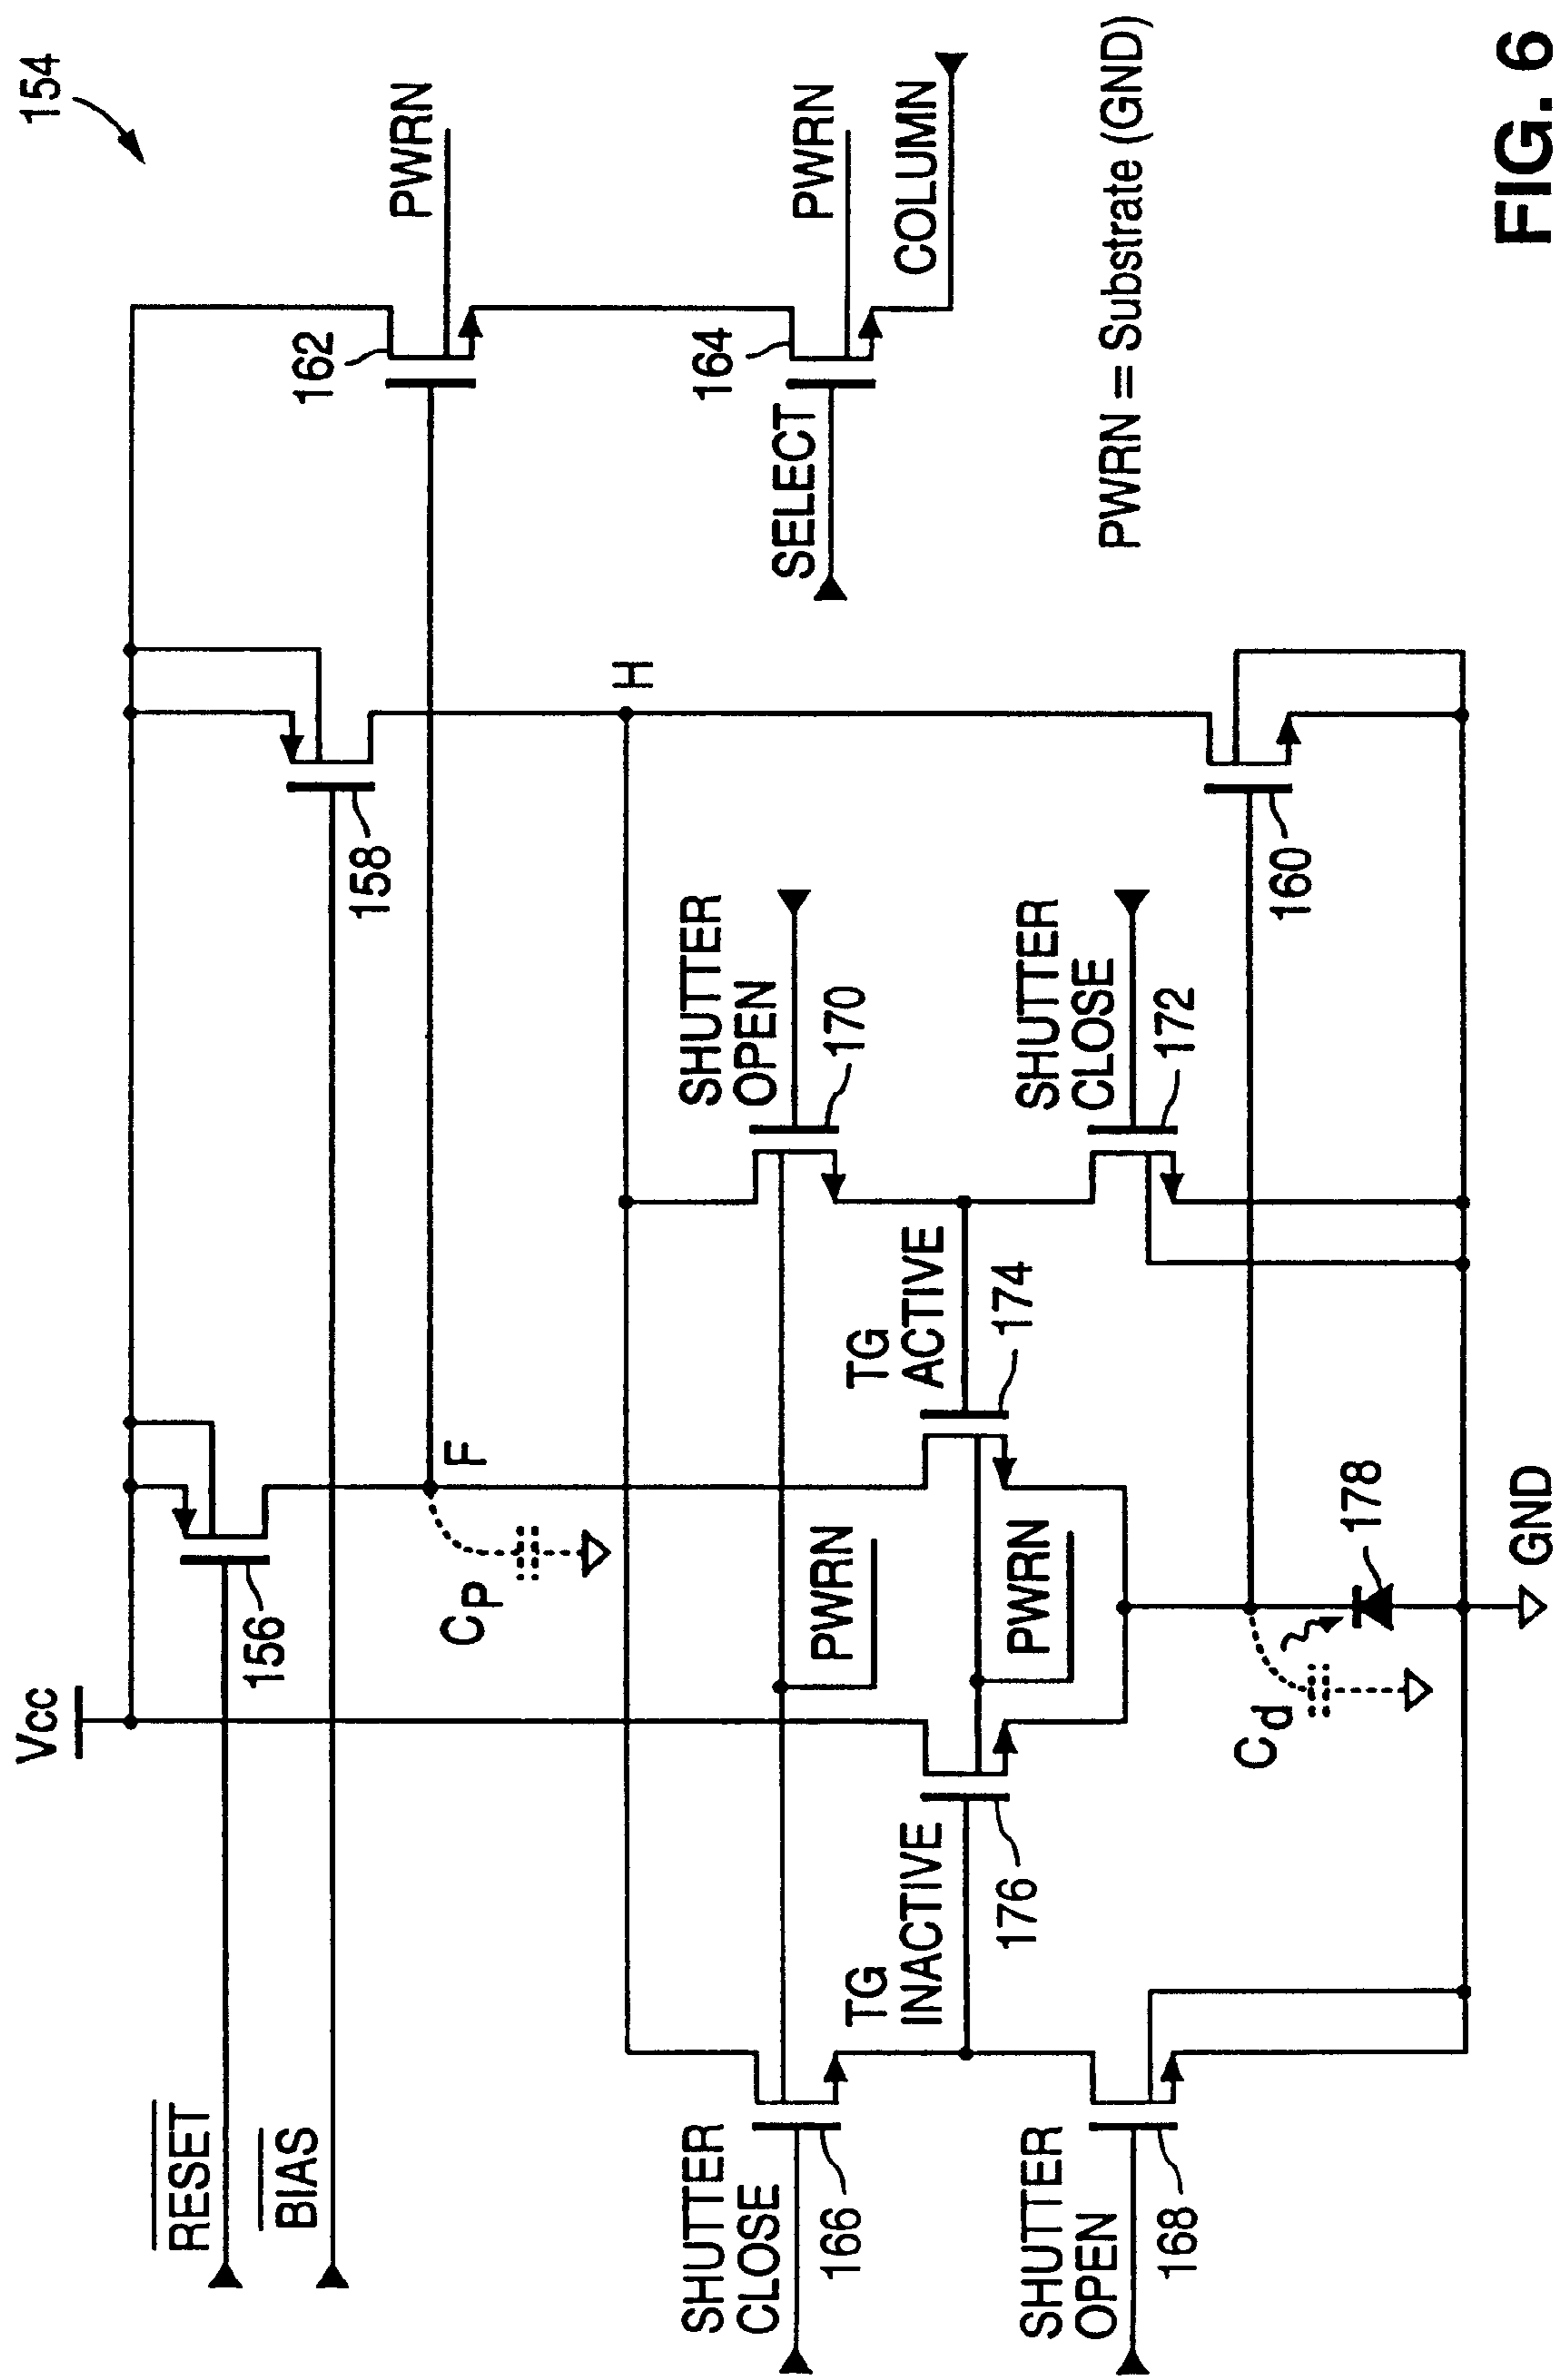 154
Vcc
RESET
BIAS
156
158
F
CP
162
PWRN
H
SHUTTER
CLOSE
166
SHUTTER
OPEN
170
SELECT
164
PWRN
COLUMN
TG
INACTIVE
176
PWRN
PWRN
TG
ACTIVE
174
SHUTTER
OPEN
168
SHUTTER
CLOSE
172
Cd
178
160
GND
PWRN = Substrate (GND)
FIG. 6